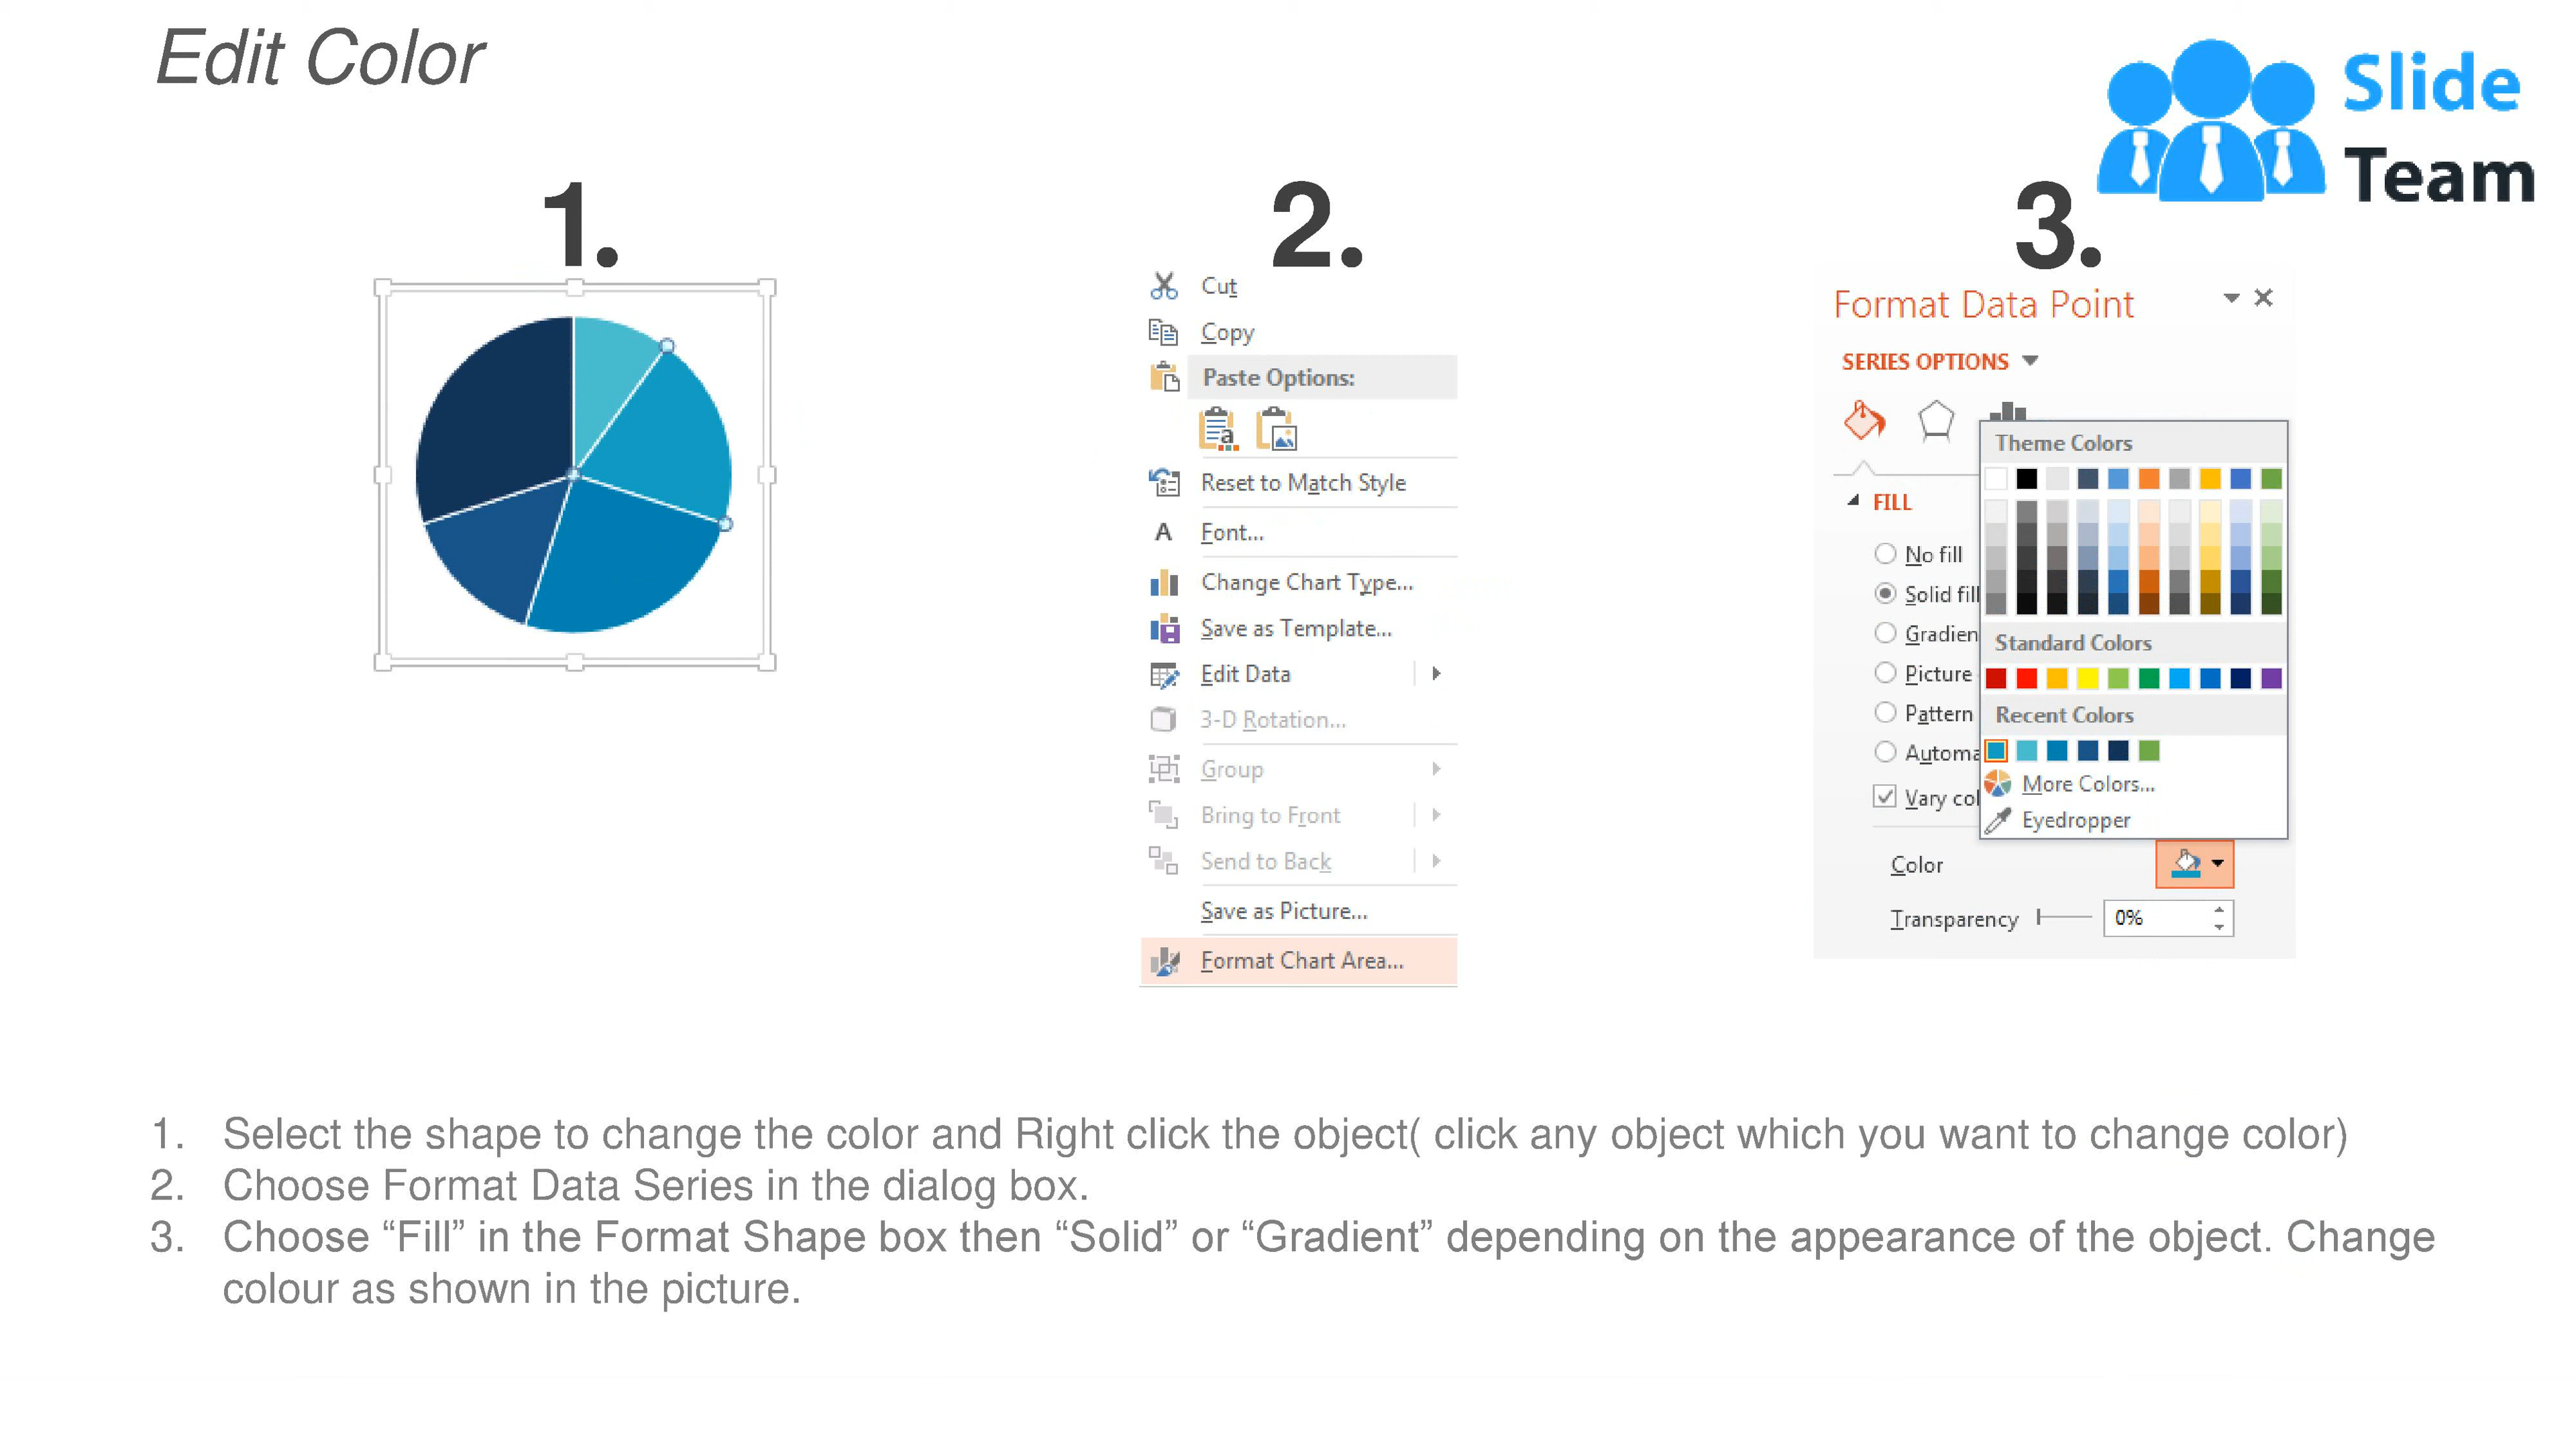 Edit Color
Slide
Team
1.
2.
3.
Cut
Copy
Paste Options:
Reset to Match Style
A Font...
Change Chart Type...
Save as Template...
Edit Data
3-D Rotation...
Group
Bring to Front
Send to Back
Save as Picture...
Format Chart Area...
Format Data Point
SERIES OPTIONS
FILL
No fill
Solid fill
Gradien
Picture
Pattern
Automa
Vary col
Theme Colors
Standard Colors
Recent Colors
More Colors...
Eyedropper
Color
Transparency 0%
1. Select the shape to change the color and Right click the object( click any object which you want to change color)
2. Choose Format Data Series in the dialog box.
3. Choose “Fill” in the Format Shape box then “Solid” or “Gradient” depending on the appearance of the object. Change
colour as shown in the picture.